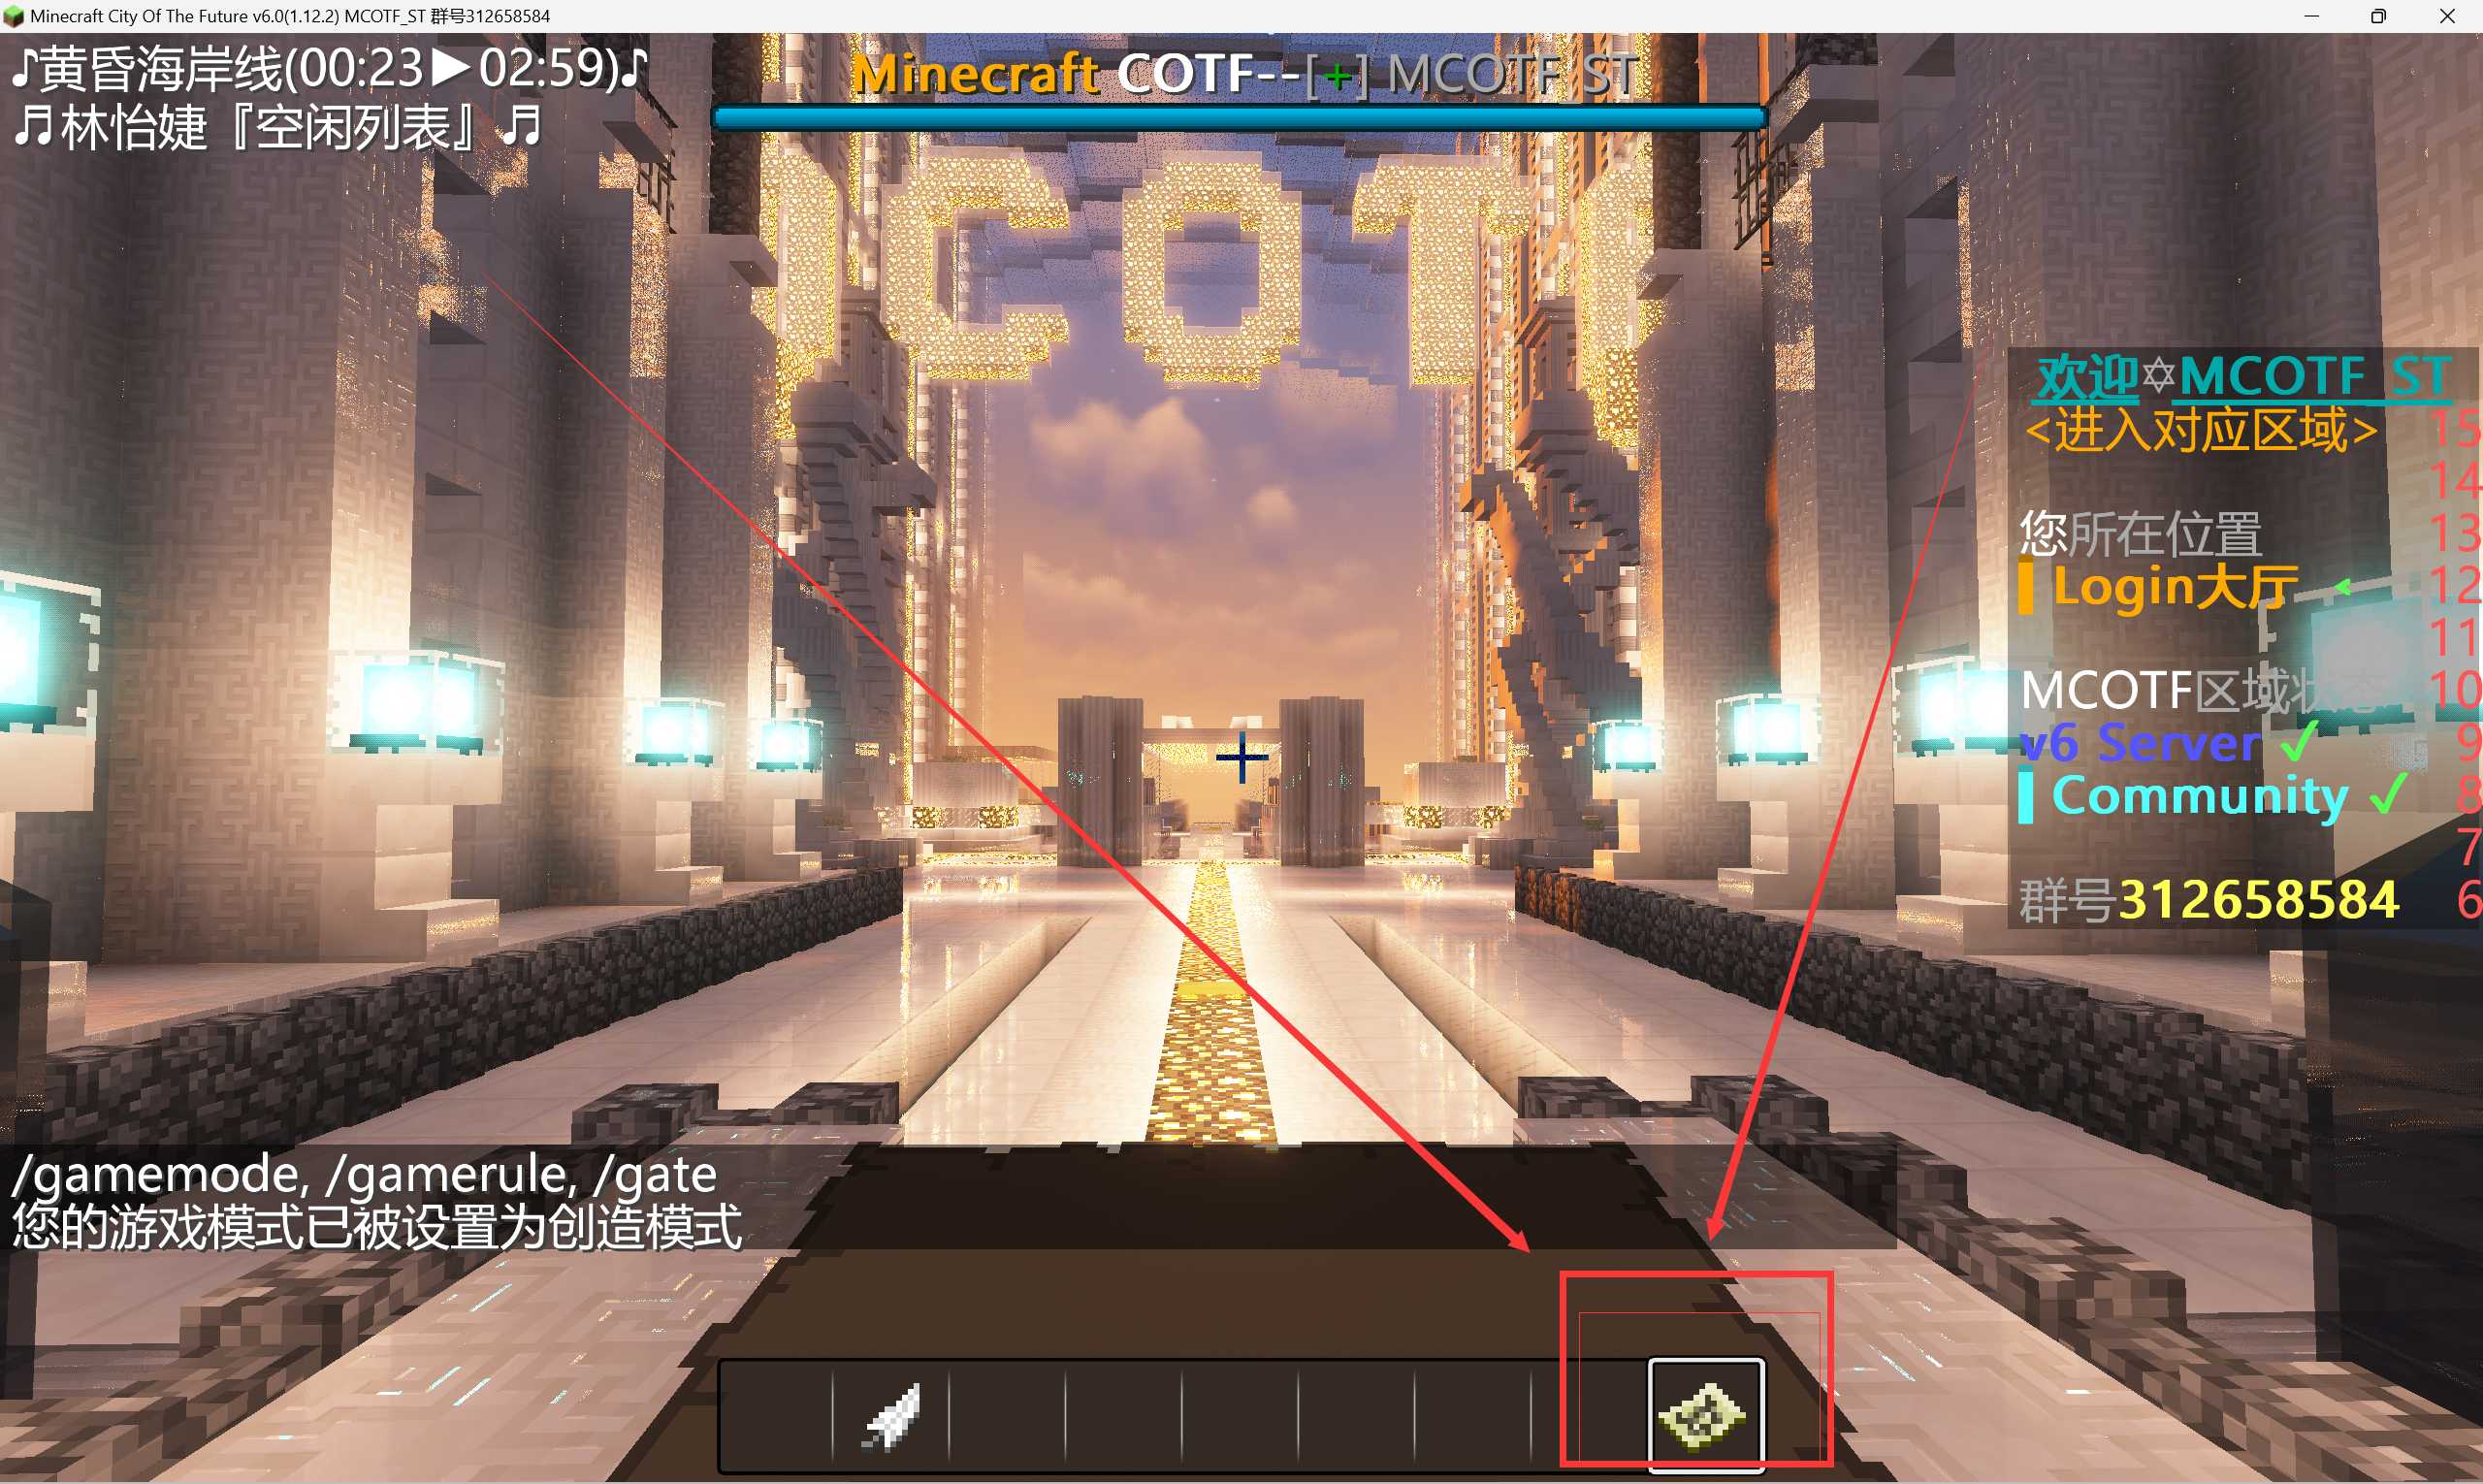 Minecraft City Of The Future v6.0(1.12.2) MCOTF_ST 群号312658584
♪黄昏海岸线(00:23▶02:59)♪
♬林怡婕『空闲列表』♬
Minecraft COTF--[+] MCOTF_ST
COT
欢迎✡MCOTF_ST
<进入对应区域> 15
14
您所在位置 13
Login大厅 ◂ 12
11
MCOTF区域状态 10
v6 Server ✓ 9
Community ✓ 8
7
群号312658584 6
/gamemode, /gamerule, /gate
您的游戏模式已被设置为创造模式